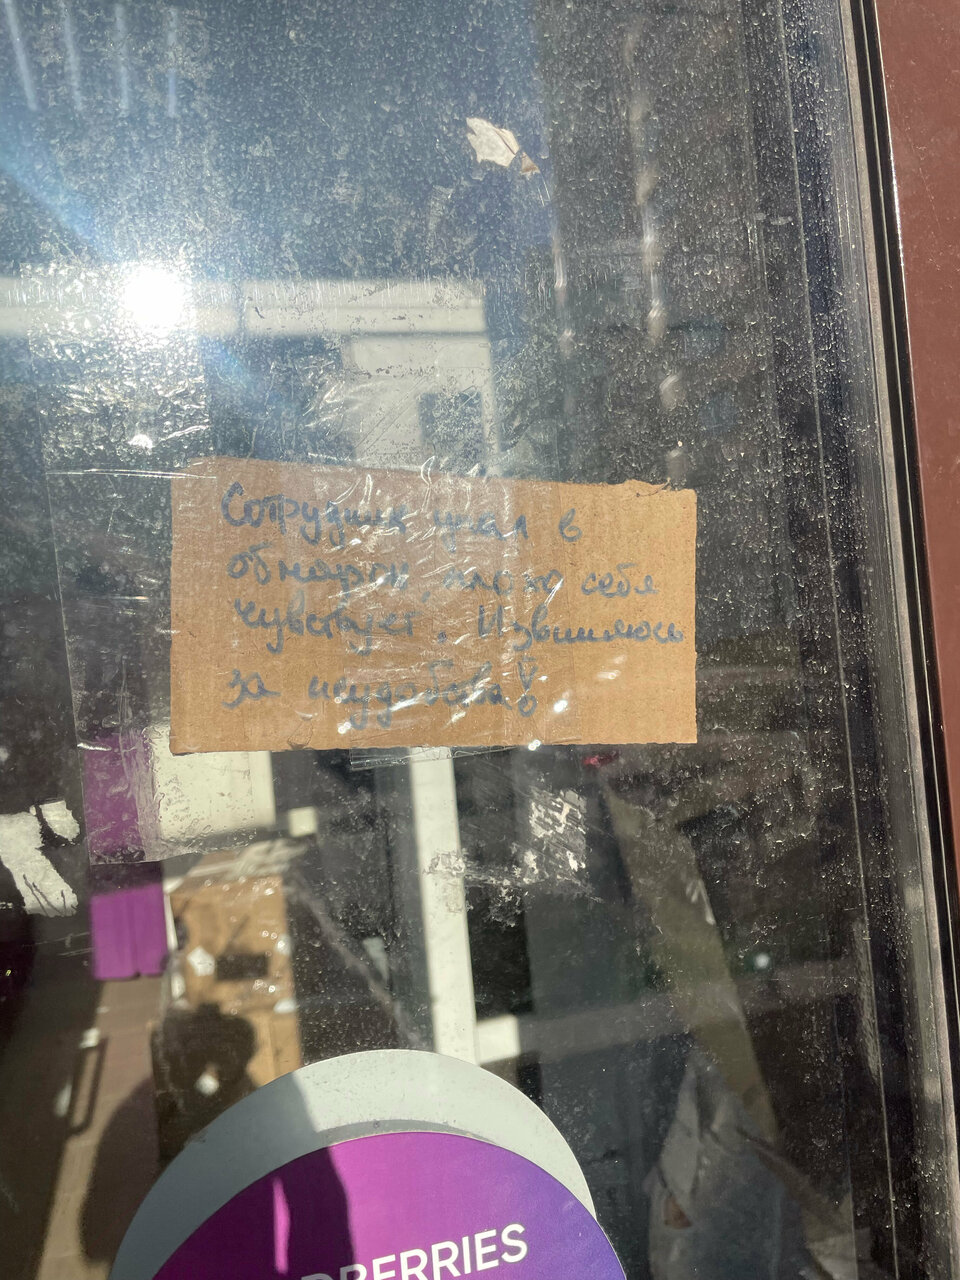 Сотрудник упал в
обморок, плохо себя
чувствует. Извиняюсь
за неудобства!
DBERRIES